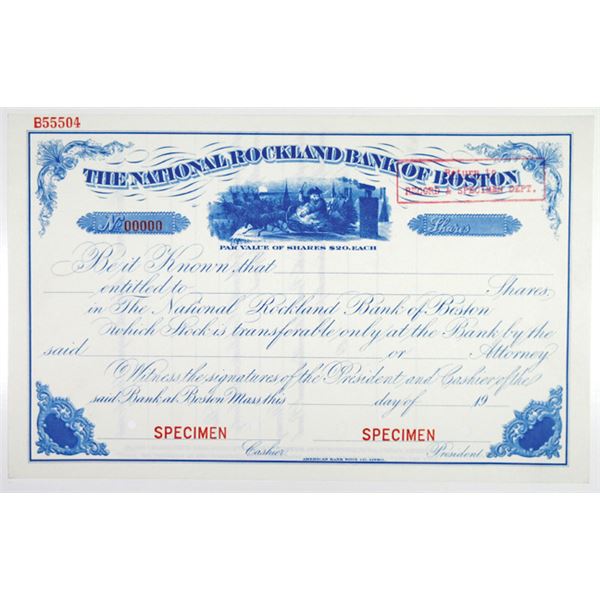 B55504
THE NATIONAL ROCKLAND BANK OF BOSTON
Return to
RECORD & SPECIMEN DEPT.
No. 00000
Shares
PAR VALUE OF SHARES $20. EACH
Be it Known that
entitled to Shares,
in The National Rockland Bank of Boston
which Stock is transferable only at the Bank by the
said or Attorney
Witness the signatures of the President and Cashier of the
said Bank at Boston Mass this day of 19
SPECIMEN SPECIMEN
Cashier President
AMERICAN BANK NOTE CO. LITHO.